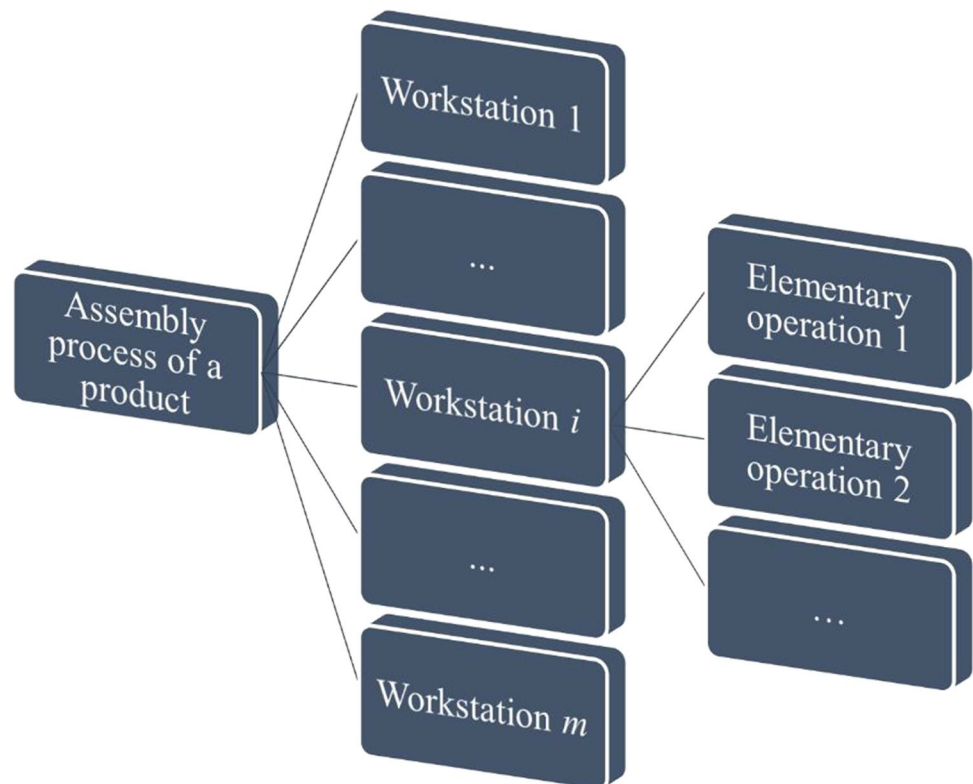 Assembly
process of a
product
Workstation 1
...
Workstation i
...
Workstation m
Elementary
operation 1
Elementary
operation 2
...